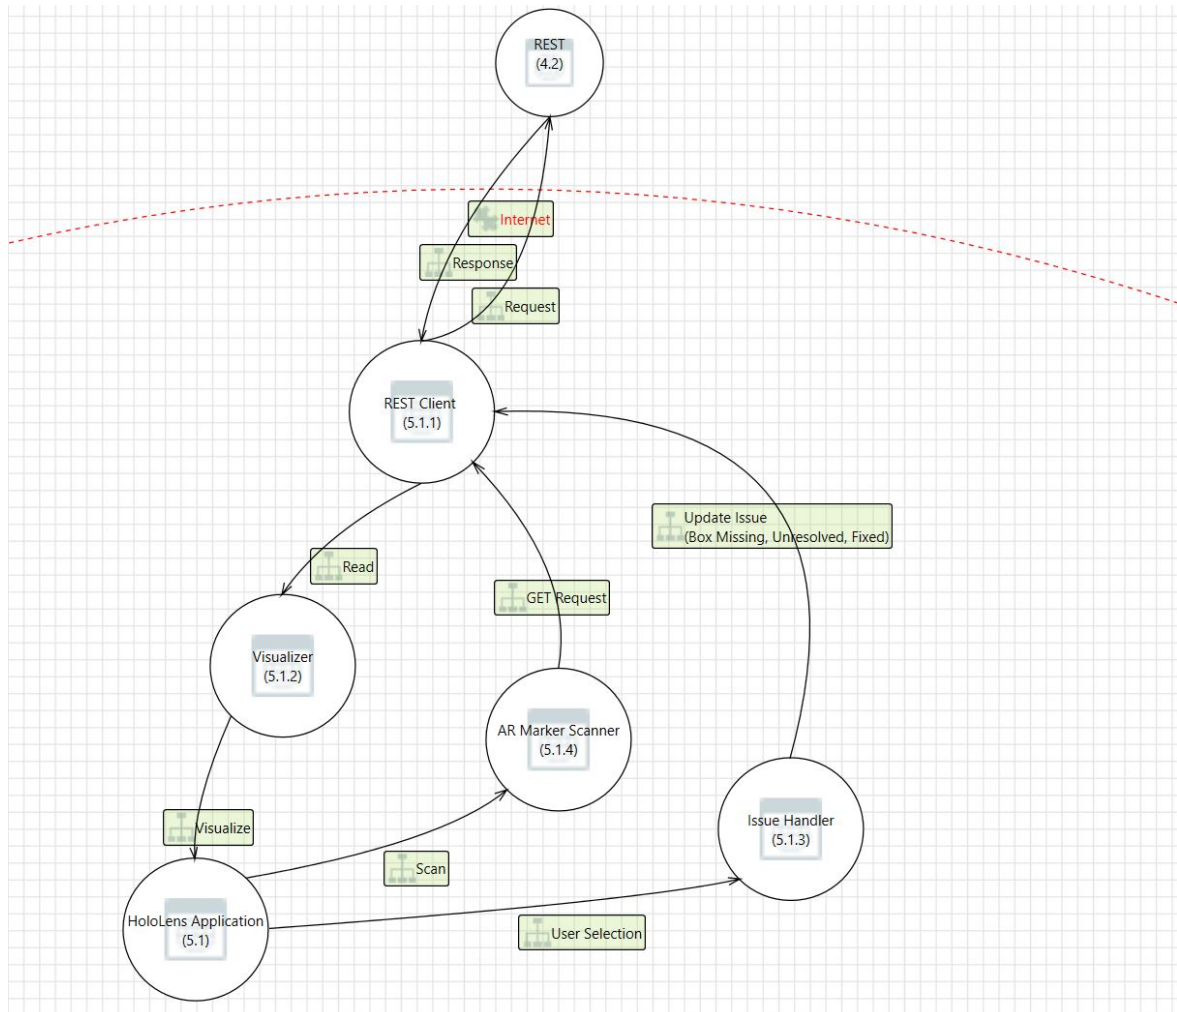 REST
(4.2)
Internet
Response
Request
REST Client
(5.1.1)
Update Issue
(Box Missing, Unresolved, Fixed)
Read
GET Request
Visualizer
(5.1.2)
AR Marker Scanner
(5.1.4)
Issue Handler
(5.1.3)
Visualize
Scan
HoloLens Application
(5.1)
User Selection